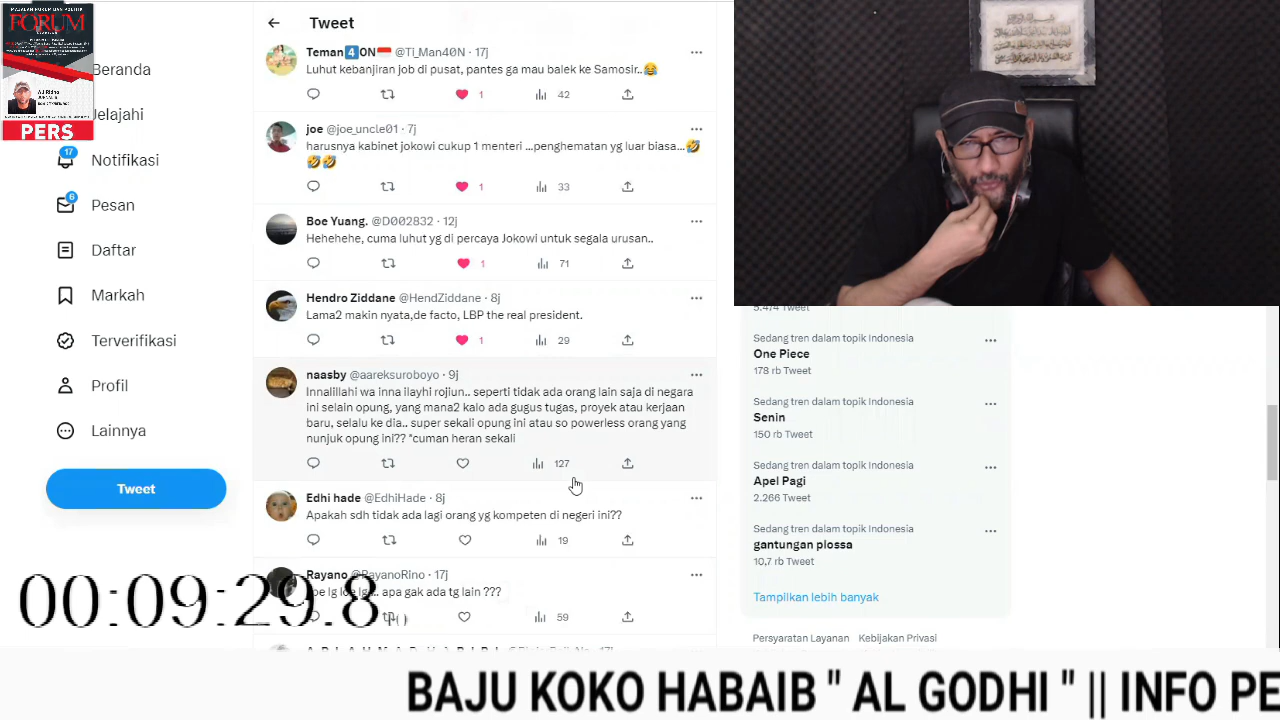 FORUM
PERS
←
Tweet
Beranda
Jelajahi
17
Notifikasi
6
Pesan
Daftar
Markah
Terverifikasi
Profil
Lainnya
Tweet
Teman4️⃣0N🇮🇩 @Ti_Man40N · 17j
Luhut kebanjiran job di pusat, pantes ga mau balek ke Samosir..😂
1 42
joe @joe_uncle01 · 7j
harusnya kabinet jokowi cukup 1 menteri ...penghematan yg luar biasa...🤣
🤣🤣
1 33
Boe Yuang. @D002832 · 12j
Hehehehe, cuma luhut yg di percaya Jokowi untuk segala urusan..
1 71
Hendro Ziddane @HendZiddane · 8j
Lama2 makin nyata,de facto, LBP the real president.
1 29
naasby @aareksuroboyo · 9j
Innalillahi wa inna ilayhi rojiun.. seperti tidak ada orang lain saja di negara
ini selain opung, yang mana2 kalo ada gugus tugas, proyek atau kerjaan
baru, selalu ke dia.. super sekali opung ini atau so powerless orang yang
nunjuk opung ini?? *cuman heran sekali
127
Edhi hade @EdhiHade · 8j
Apakah sdh tidak ada lagi orang yg kompeten di negeri ini??
19
Rayano @RayanoRino · 17j
apa gak ada tg lain ???
59
5.474 Tweet
Sedang tren dalam topik Indonesia
One Piece
178 rb Tweet
Sedang tren dalam topik Indonesia
Senin
150 rb Tweet
Sedang tren dalam topik Indonesia
Apel Pagi
2.266 Tweet
Sedang tren dalam topik Indonesia
gantungan plossa
10,7 rb Tweet
Tampilkan lebih banyak
Persyaratan Layanan Kebijakan Privasi
00:09:29.8
BAJU KOKO HABAIB " AL GODHI " || INFO PE